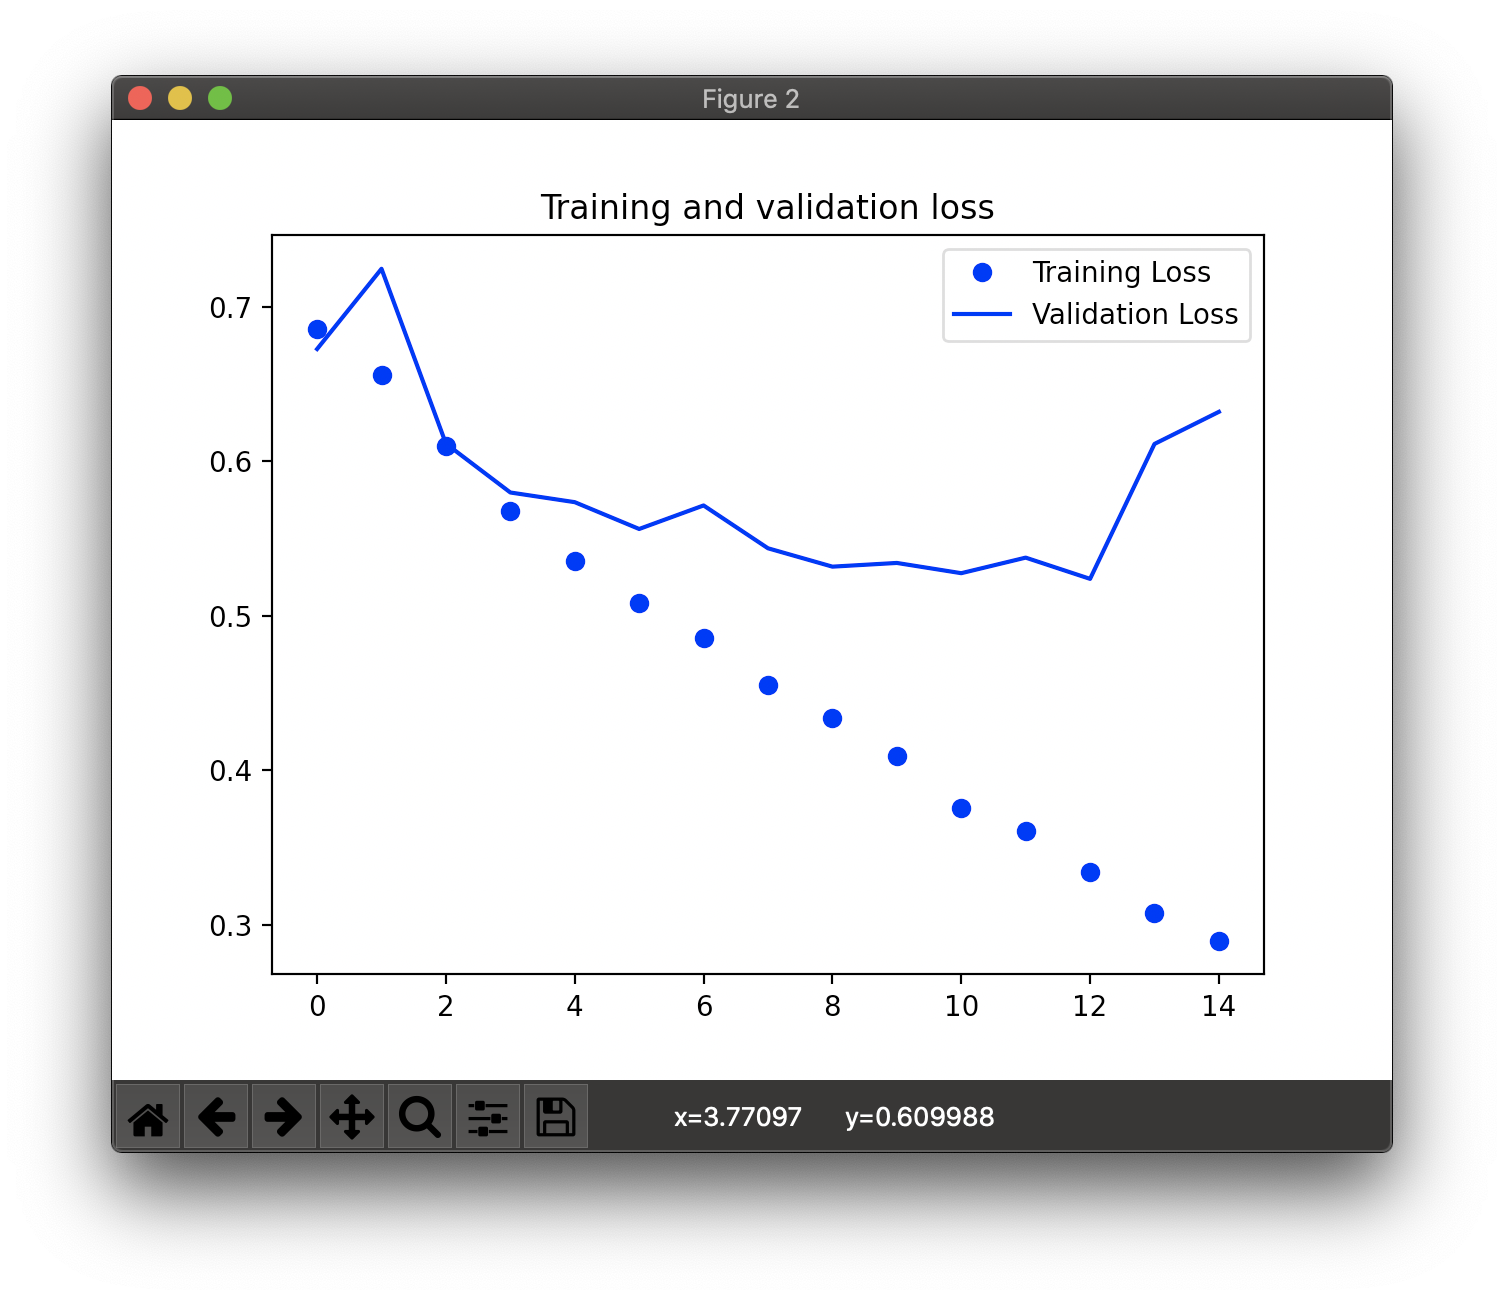 Figure 2
Training and validation loss
Training Loss
Validation Loss
0.7
0.6
0.5
0.4
0.3
0 2 4 6 8 10 12 14
x=3.77097 y=0.609988